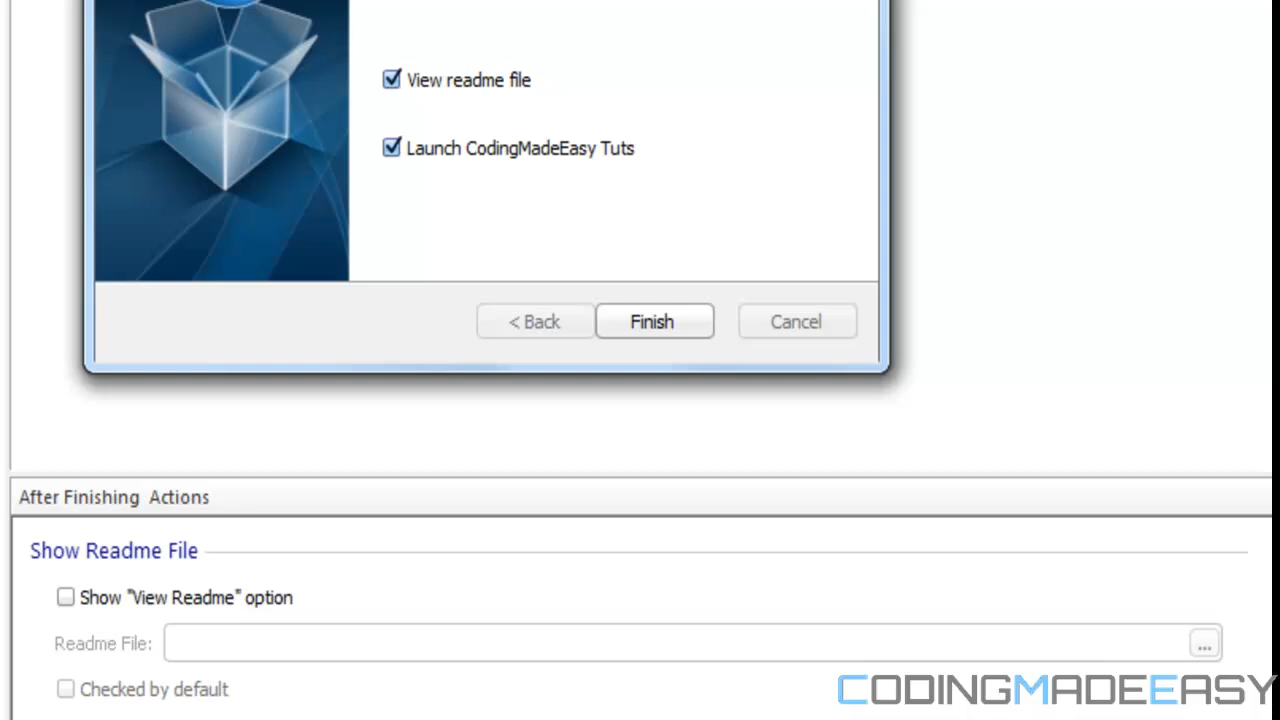 View readme file
Launch CodingMadeEasy Tuts
< Back Finish Cancel
After Finishing Actions
Show Readme File
Show "View Readme" option
Readme File: ...
Checked by default
CODINGMADEEASY